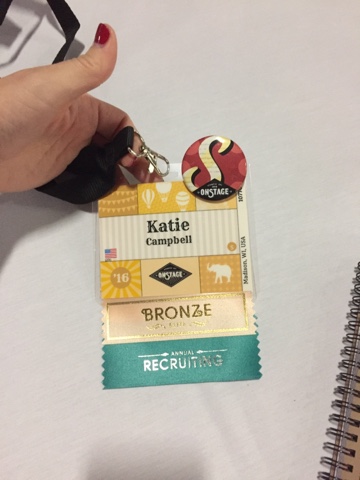 S
ONSTAGE
Katie
Campbell
Madison, WI, USA
'16
ONSTAGE
BRONZE
ANNUAL
RECRUITING